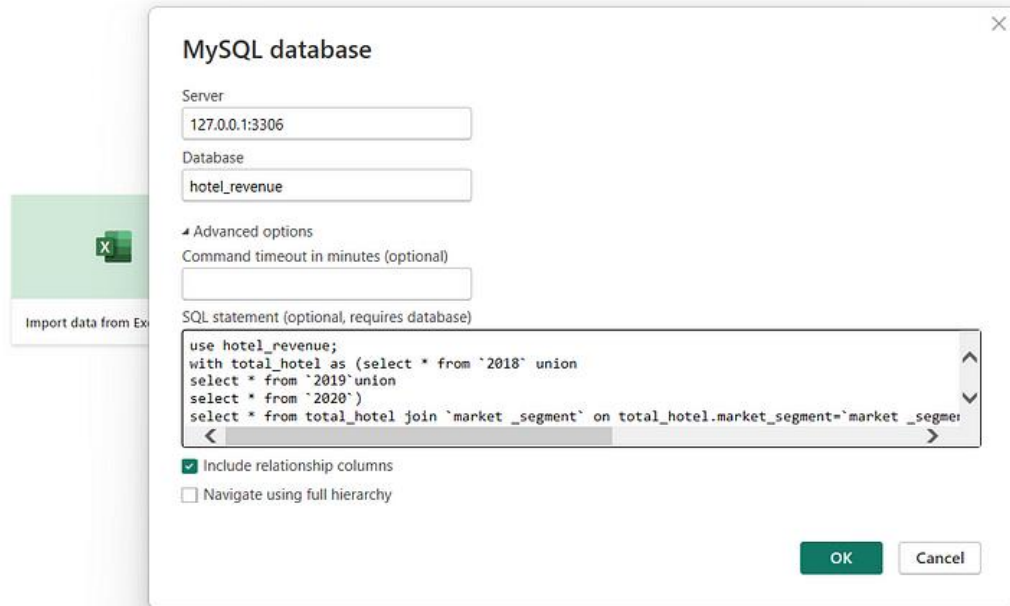 MySQL database
Server
127.0.0.1:3306
Database
hotel_revenue
Advanced options
Command timeout in minutes (optional)
SQL statement (optional, requires database)
use hotel_revenue;
with total_hotel as (select * from `2018` union
select * from `2019`union
select * from `2020`)
select * from total_hotel join `market _segment` on total_hotel.market_segment=`market _segmen
Include relationship columns
Navigate using full hierarchy
OK
Cancel
X
Import data from Ex